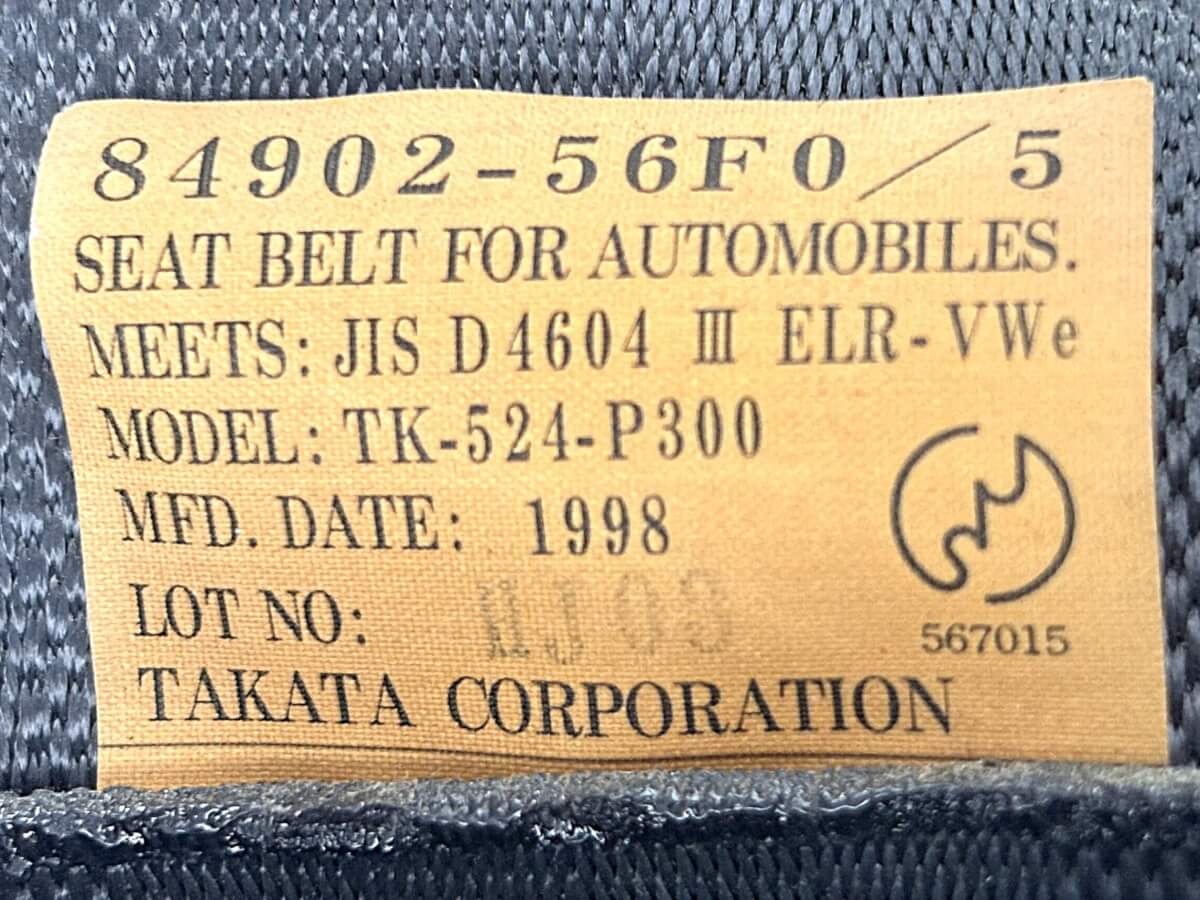 84902-56F0/5
SEAT BELT FOR AUTOMOBILES.
MEETS: JIS D 4604 Ⅲ ELR-VWe
MODEL: TK-524-P300
MFD. DATE: 1998
LOT NO:
567015
TAKATA CORPORATION